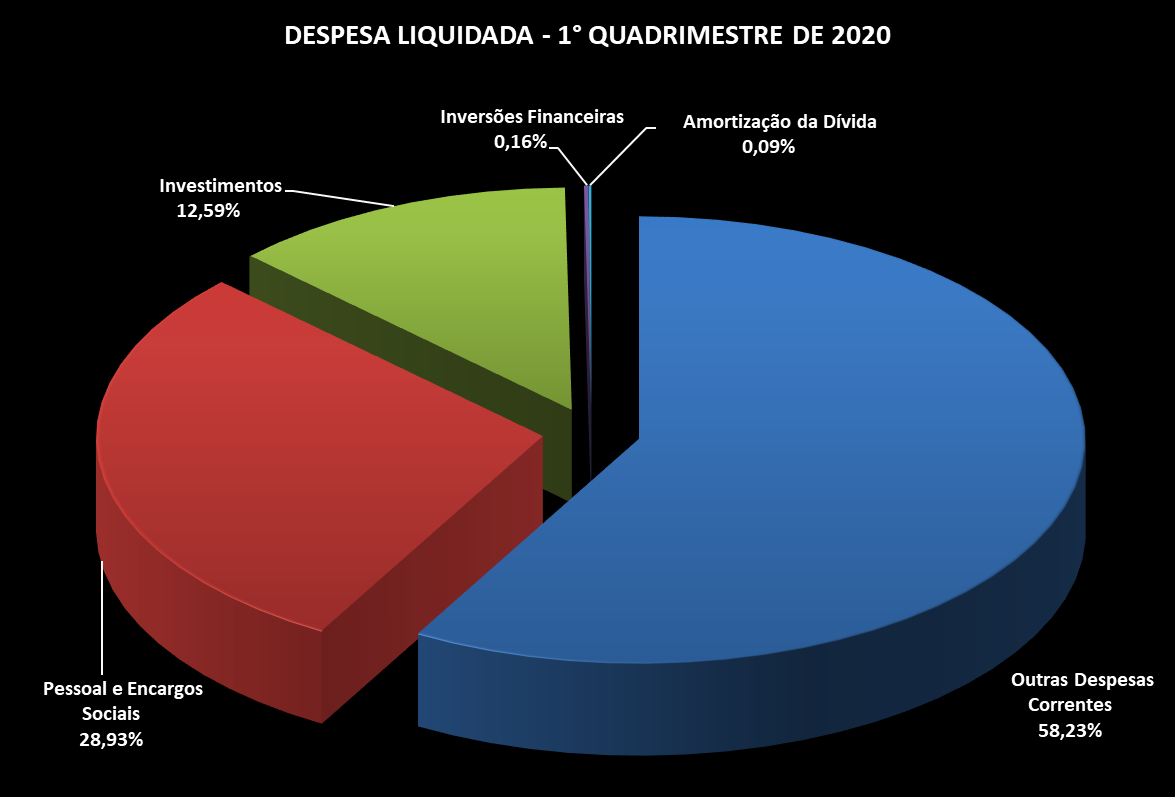 DESPESA LIQUIDADA - 1° QUADRIMESTRE DE 2020
Inversões Financeiras
0,16%
Amortização da Dívida
0,09%
Investimentos
12,59%
Pessoal e Encargos
Sociais
28,93%
Outras Despesas
Correntes
58,23%